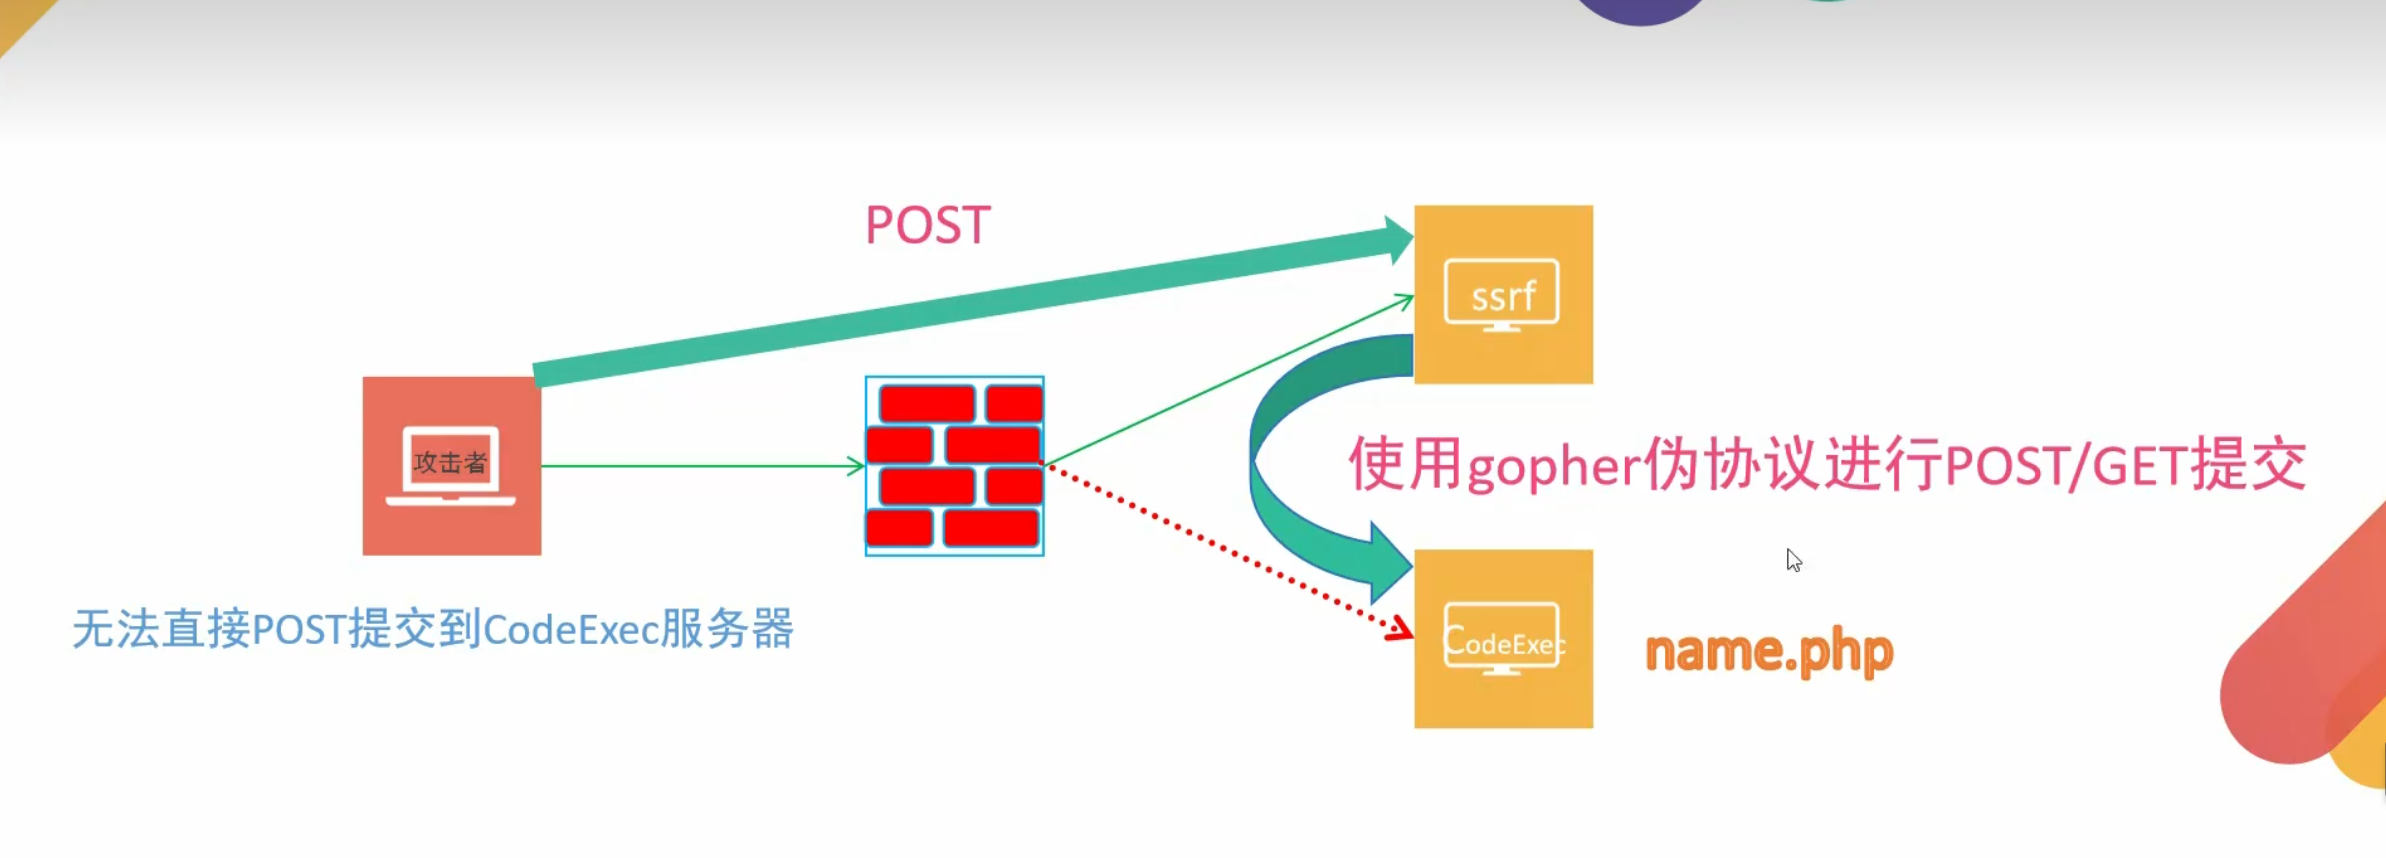 POST
ssrf
攻击者
使用gopher伪协议进行POST/GET提交
无法直接POST提交到CodeExec服务器
CodeExec
name.php